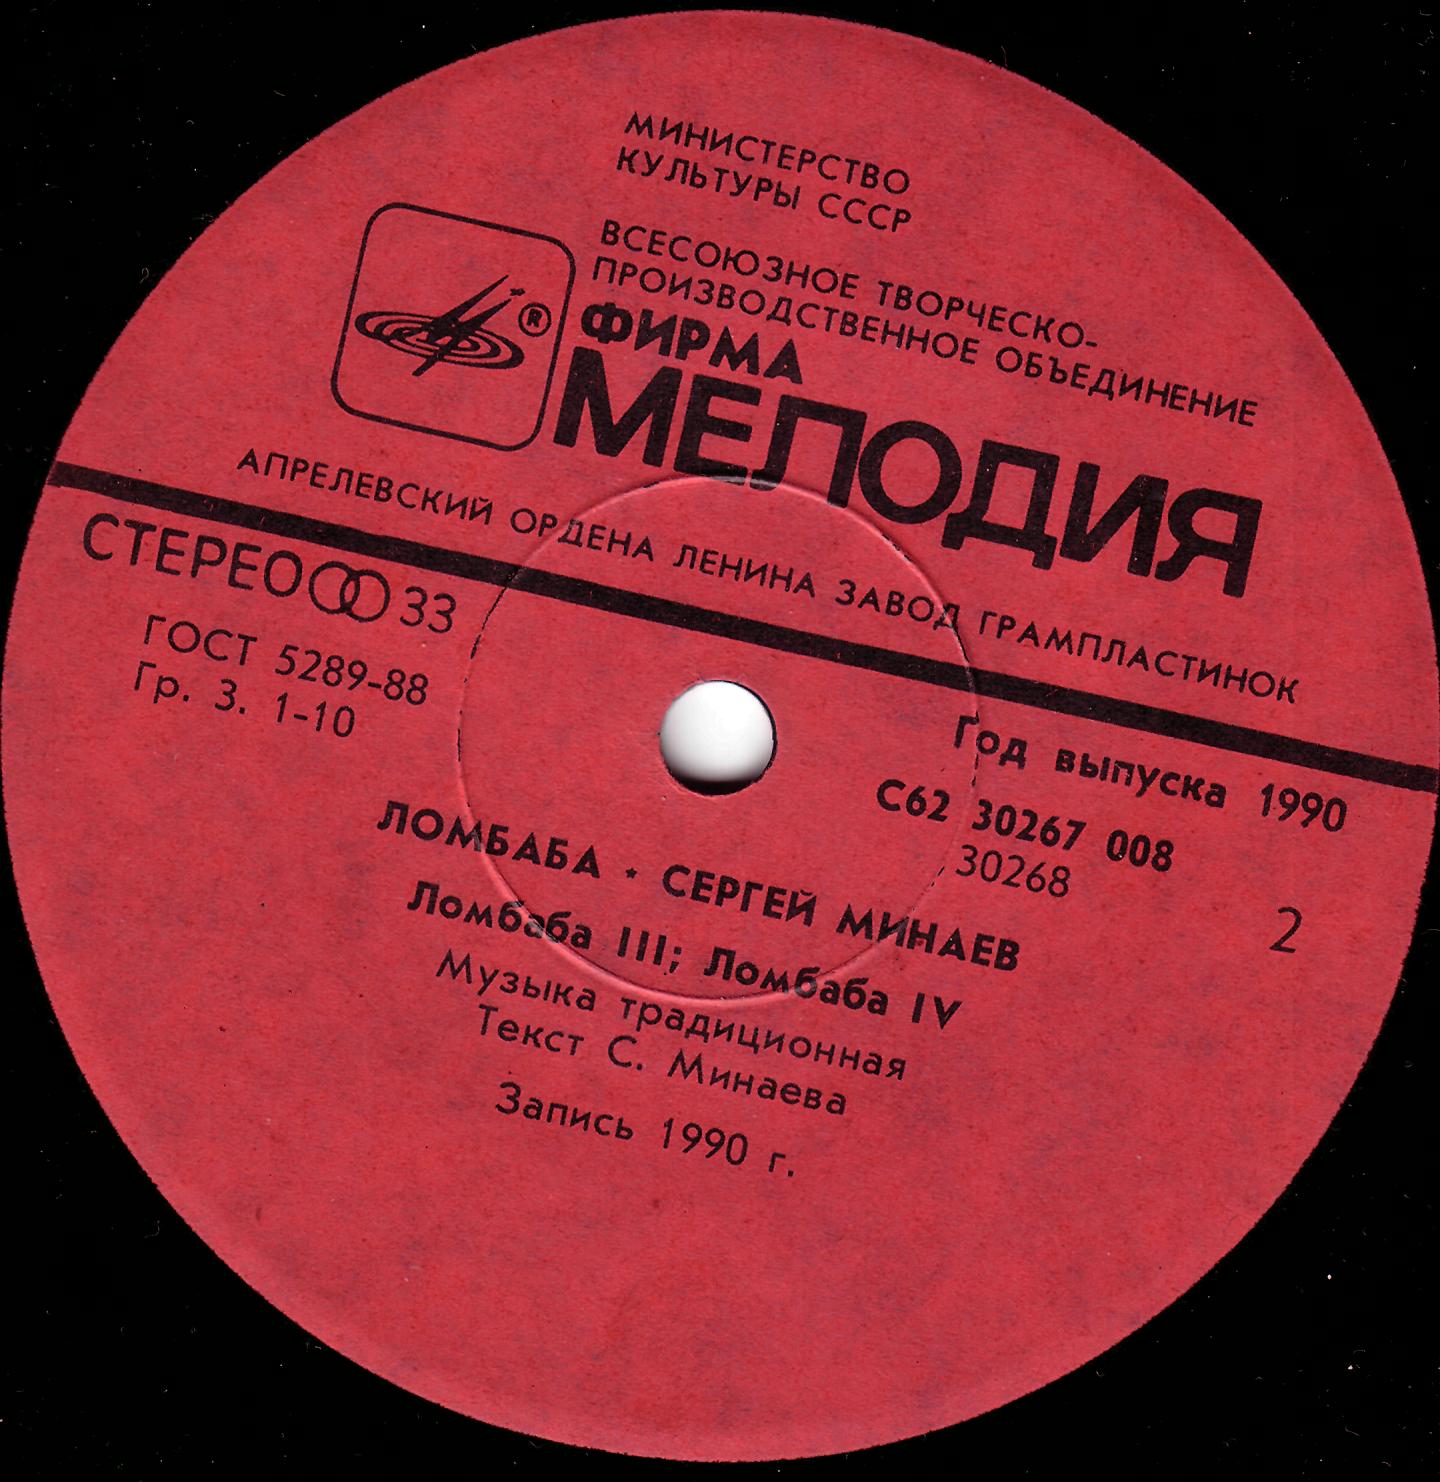 МИНИСТЕРСТВО
КУЛЬТУРЫ СССР
ВСЕСОЮЗНОЕ ТВОРЧЕСКО-
ПРОИЗВОДСТВЕННОЕ ОБЪЕДИНЕНИЕ
ФИРМА
МЕЛОДИЯ
®
АПРЕЛЕВСКИЙ ОРДЕНА ЛЕНИНА ЗАВОД ГРАМПЛАСТИНОК
СТЕРЕО 33
ГОСТ 5289-88
Гр. 3. 1-10
Год выпуска 1990
С62 30267 008
30268
2
ЛОМБАБА * СЕРГЕЙ МИНАЕВ
Ломбаба III; Ломбаба IV
Музыка традиционная
Текст С. Минаева
Запись 1990 г.